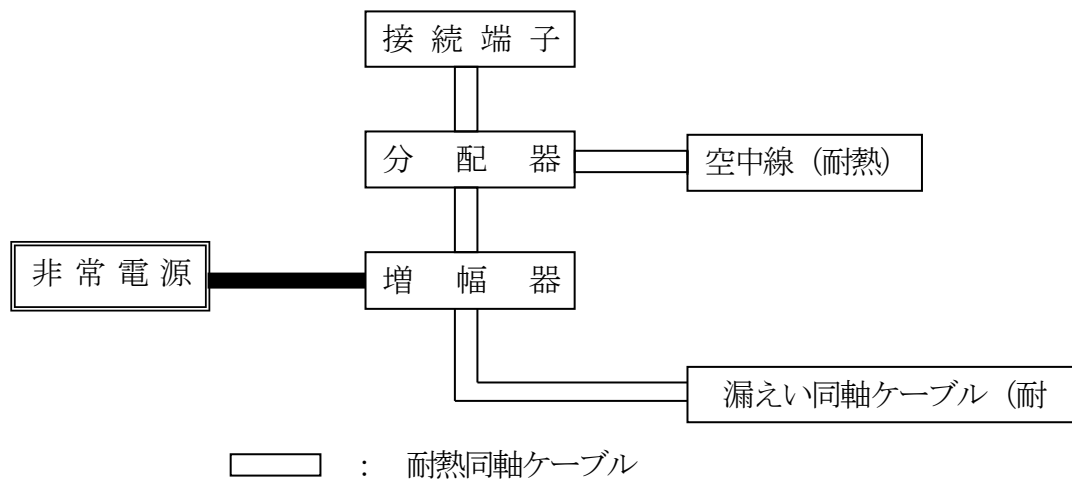 接続端子
分配器
空中線（耐熱）
非常電源
増幅器
漏えい同軸ケーブル（耐
： 耐熱同軸ケーブル